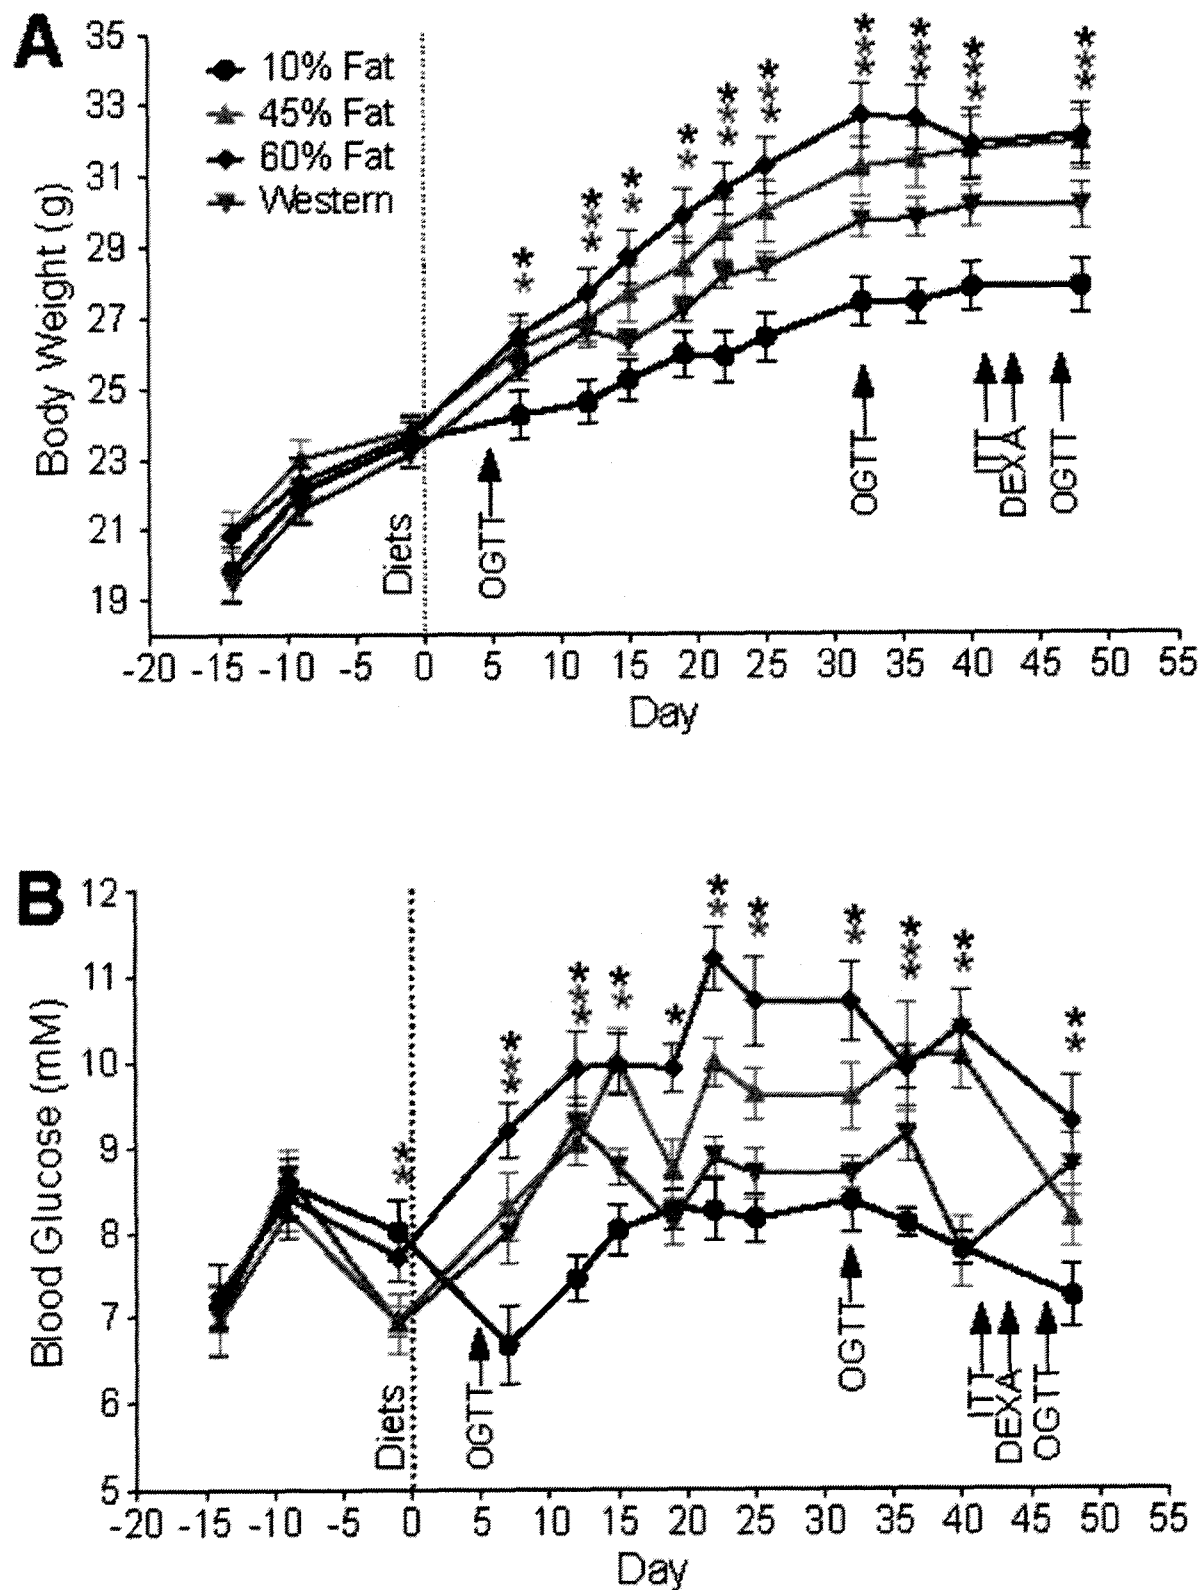 A
35
33
31
29
27
25
23
21
19
Body Weight (g)
10% Fat
45% Fat
60% Fat
Western
* * * * * * * * * * * * * * * * * * * * * * * * * * * * *
Diets
OGTT
OGTT
ITT
DEXA
OGTT
-20 -15 -10 -5 0 5 10 15 20 25 30 35 40 45 50 55
Day
B
12
11
10
9
8
7
6
5
Blood Glucose (mM)
Diets
OGTT
OGTT
ITT
DEXA
OGTT
-20 -15 -10 -5 0 5 10 15 20 25 30 35 40 45 50 55
Day